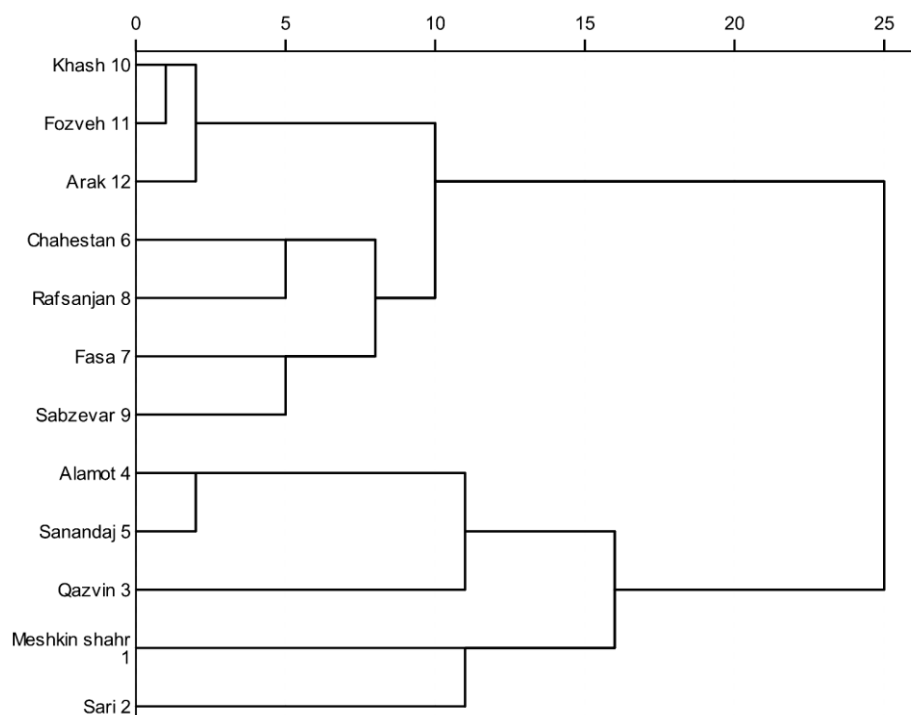 0 5 10 15 20 25
Khash 10
Fozveh 11
Arak 12
Chahestan 6
Rafsanjan 8
Fasa 7
Sabzevar 9
Alamot 4
Sanandaj 5
Qazvin 3
Meshkin shahr
1
Sari 2